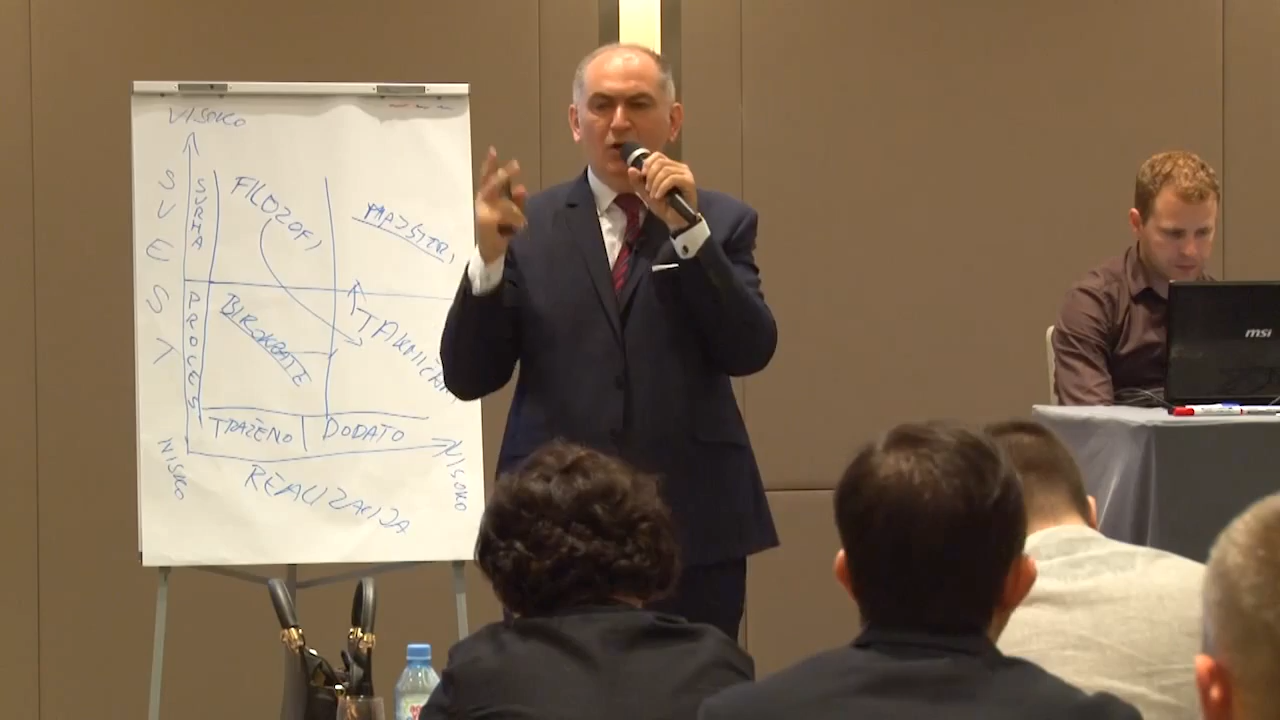 VISOKO
SVEST
SVRHA
FILOZOFI
MAJSTORI
PROCES
BIROKRATE
TAKMIČARI
TRAŽENO
DODATO
NISKO
VISOKO
REALIZACIJA
msi